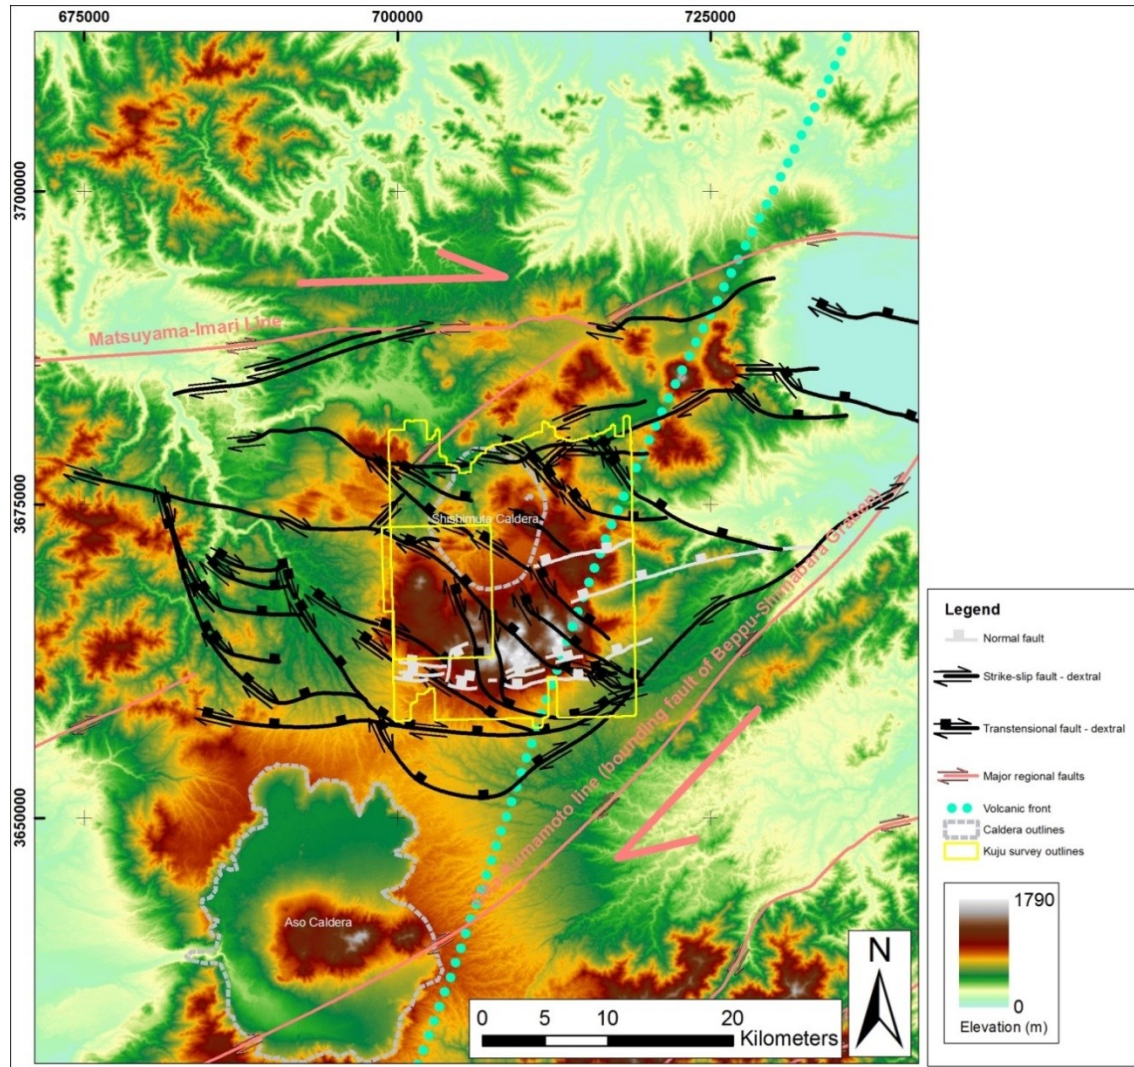 675000
700000
725000
3700000
3675000
3650000
Matsuyama-Imari Line
Shishimuta Caldera
Kumamoto line (bounding fault of Beppu-Shimabara Graben)
Aso Caldera
0 5 10 20
Kilometers
N
Legend
Normal fault
Strike-slip fault - dextral
Transtensional fault - dextral
Major regional faults
Volcanic front
Caldera outlines
Kuju survey outlines
1790
0
Elevation (m)